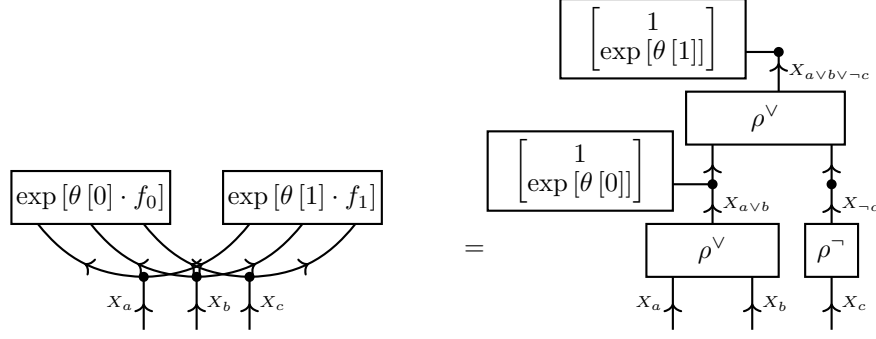 [ 1
exp [θ [1]] ]
X_{a∨b∨¬c}
ρ^∨
[ 1
exp [θ [0]] ]
exp [θ [0] · f_0] exp [θ [1] · f_1]
X_{a∨b} X_{¬c}
=
ρ^∨ ρ^¬
X_a X_b X_c X_a X_b X_c